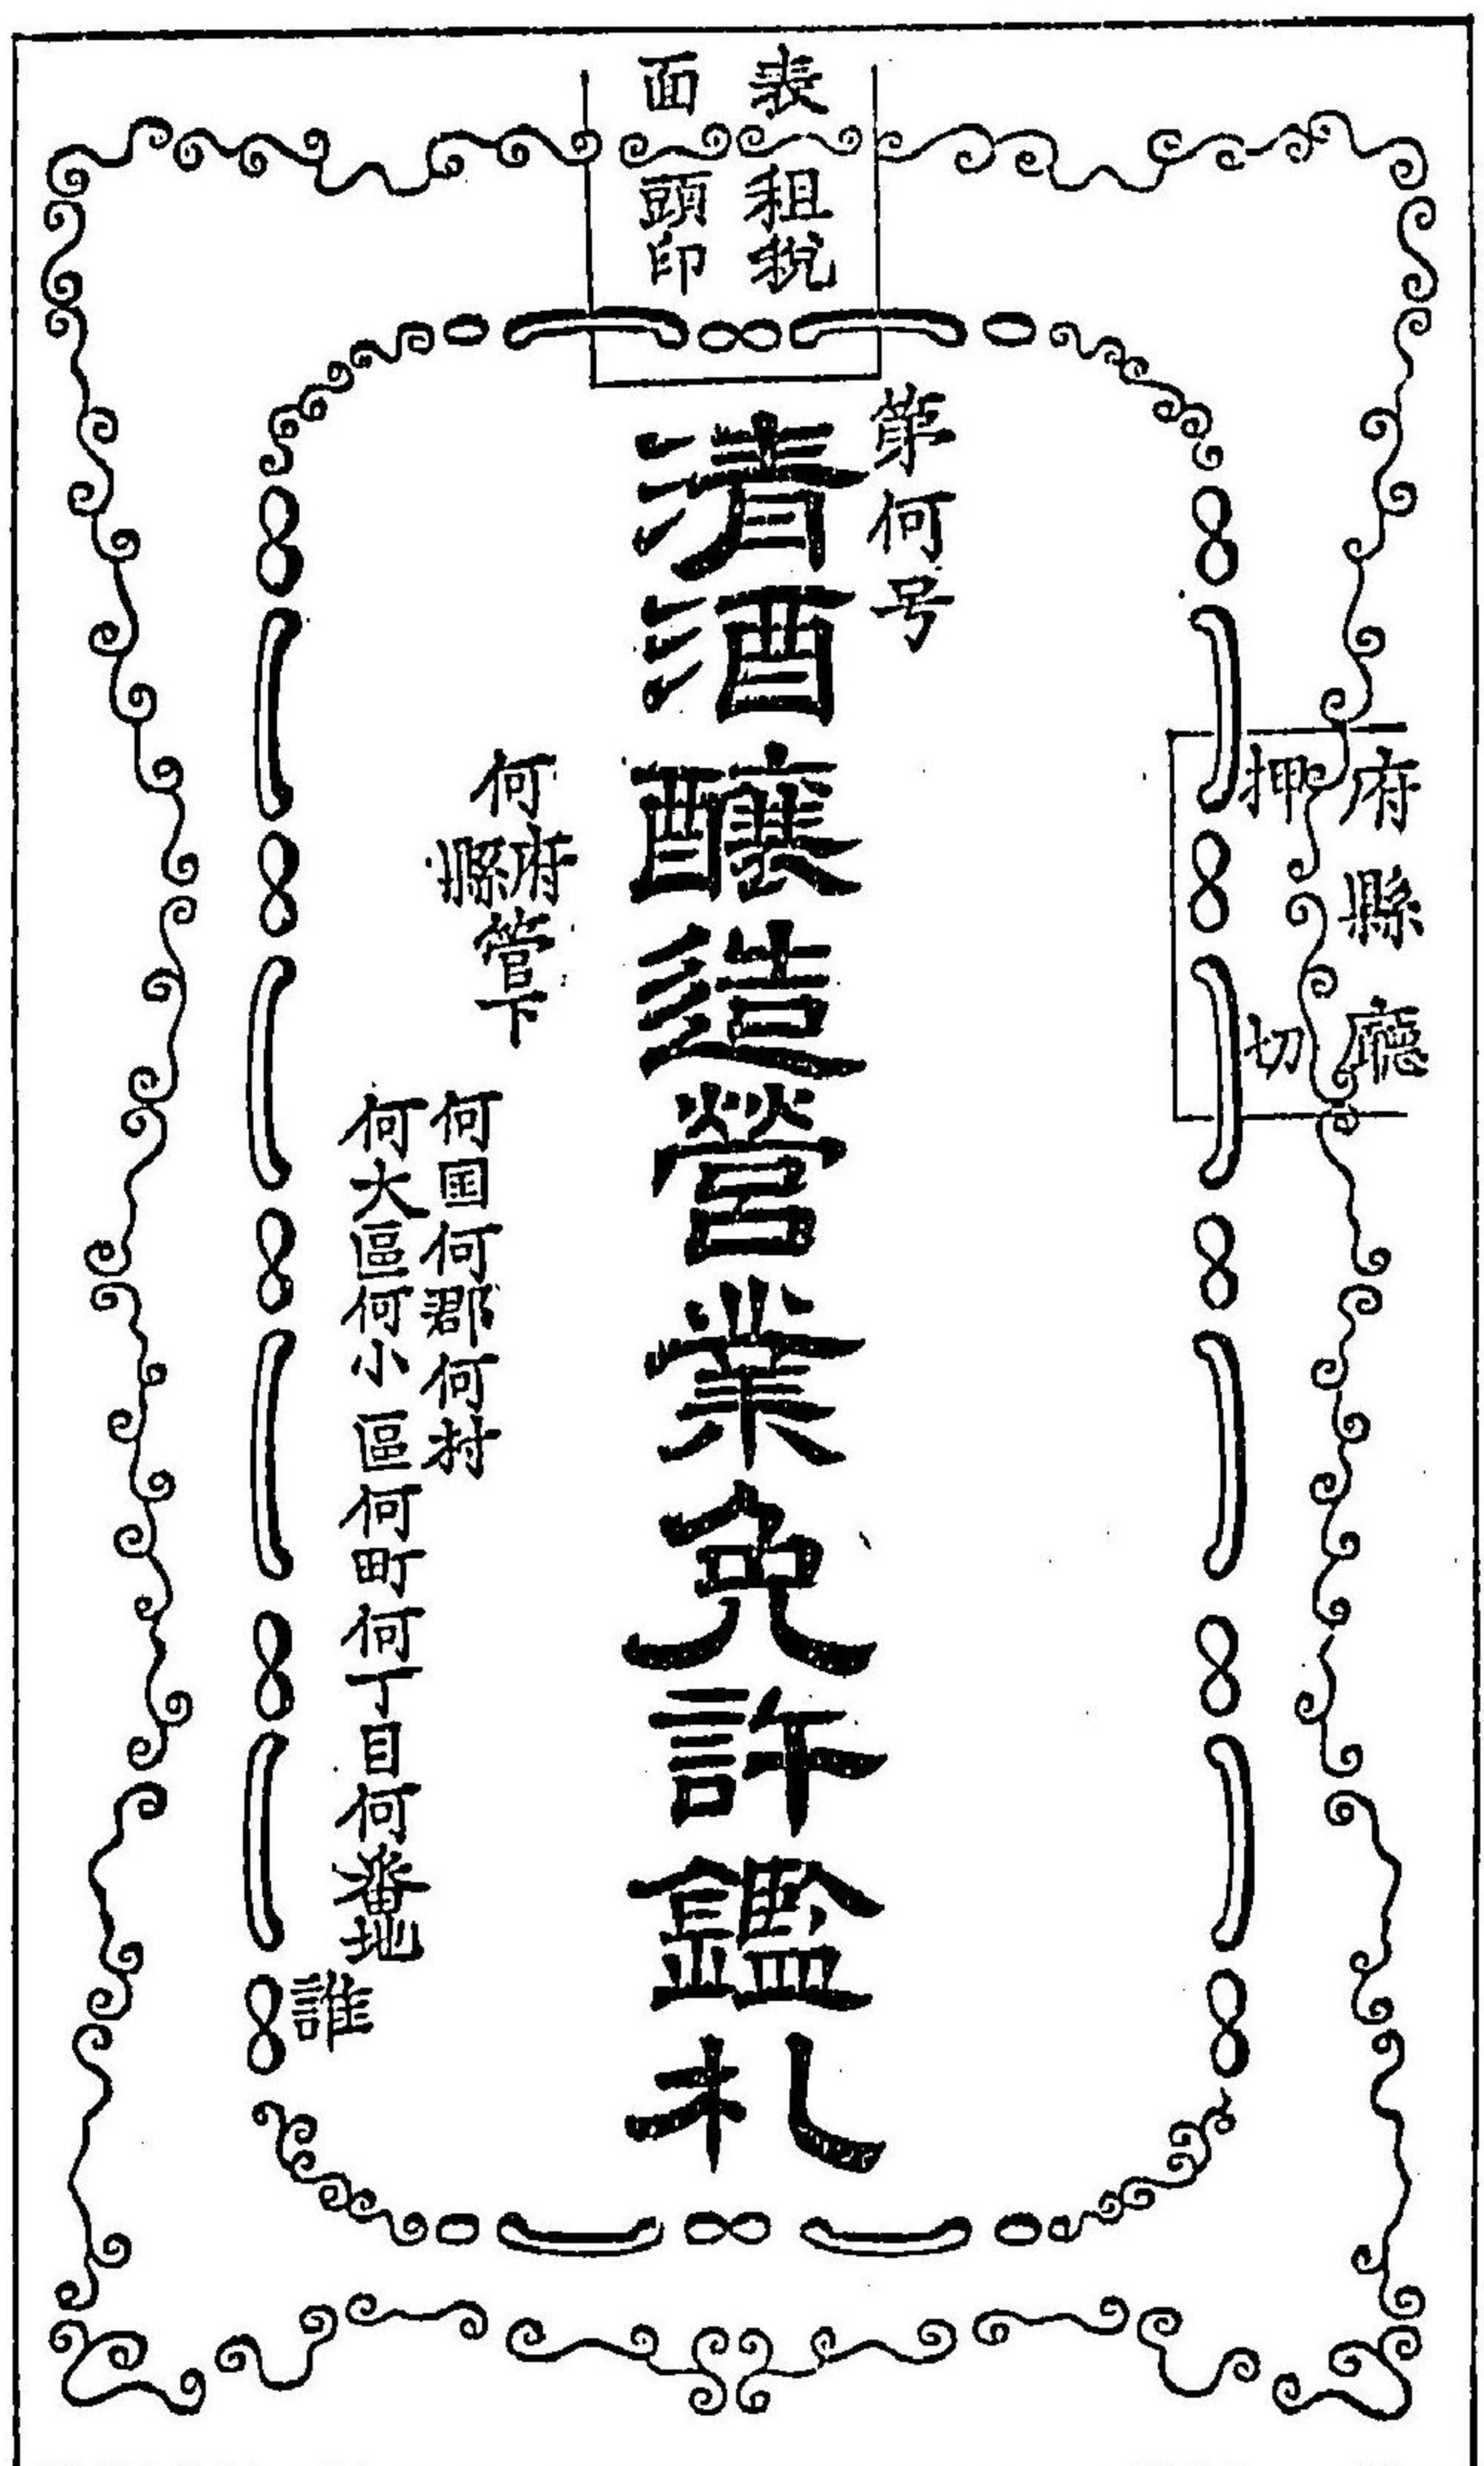 表面
租税
頭印
府縣廳
押切
第何号
清酒醸造營業免許鑑札
何府縣管下
何国何郡何村
何大區何小區何町何丁目何番地
誰